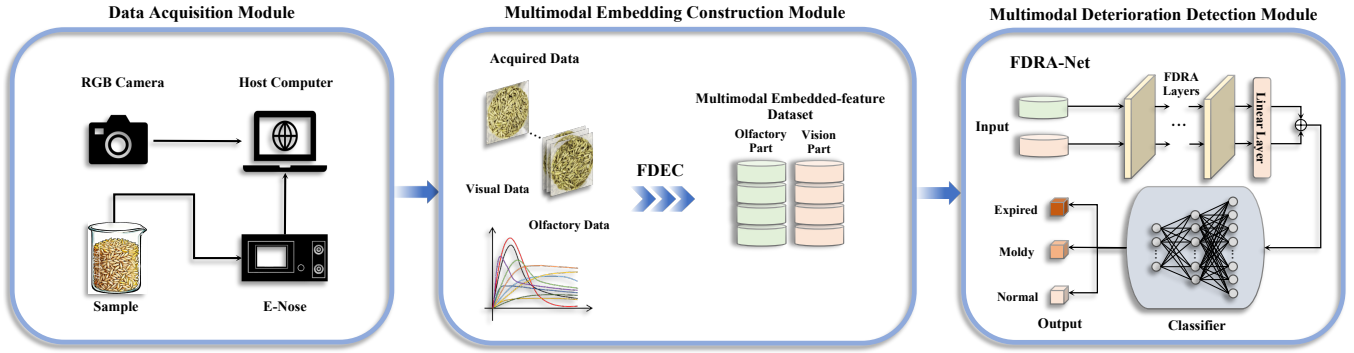 Data Acquisition Module
RGB Camera
Host Computer
Sample
E-Nose
Multimodal Embedding Construction Module
Acquired Data
Visual Data
Olfactory Data
FDEC
Multimodal Embedded-feature
Dataset
Olfactory
Part
Vision
Part
Multimodal Deterioration Detection Module
FDRA-Net
Input
FDRA
Layers
...
Linear Layer
Expired
Moldy
Normal
Output
Classifier